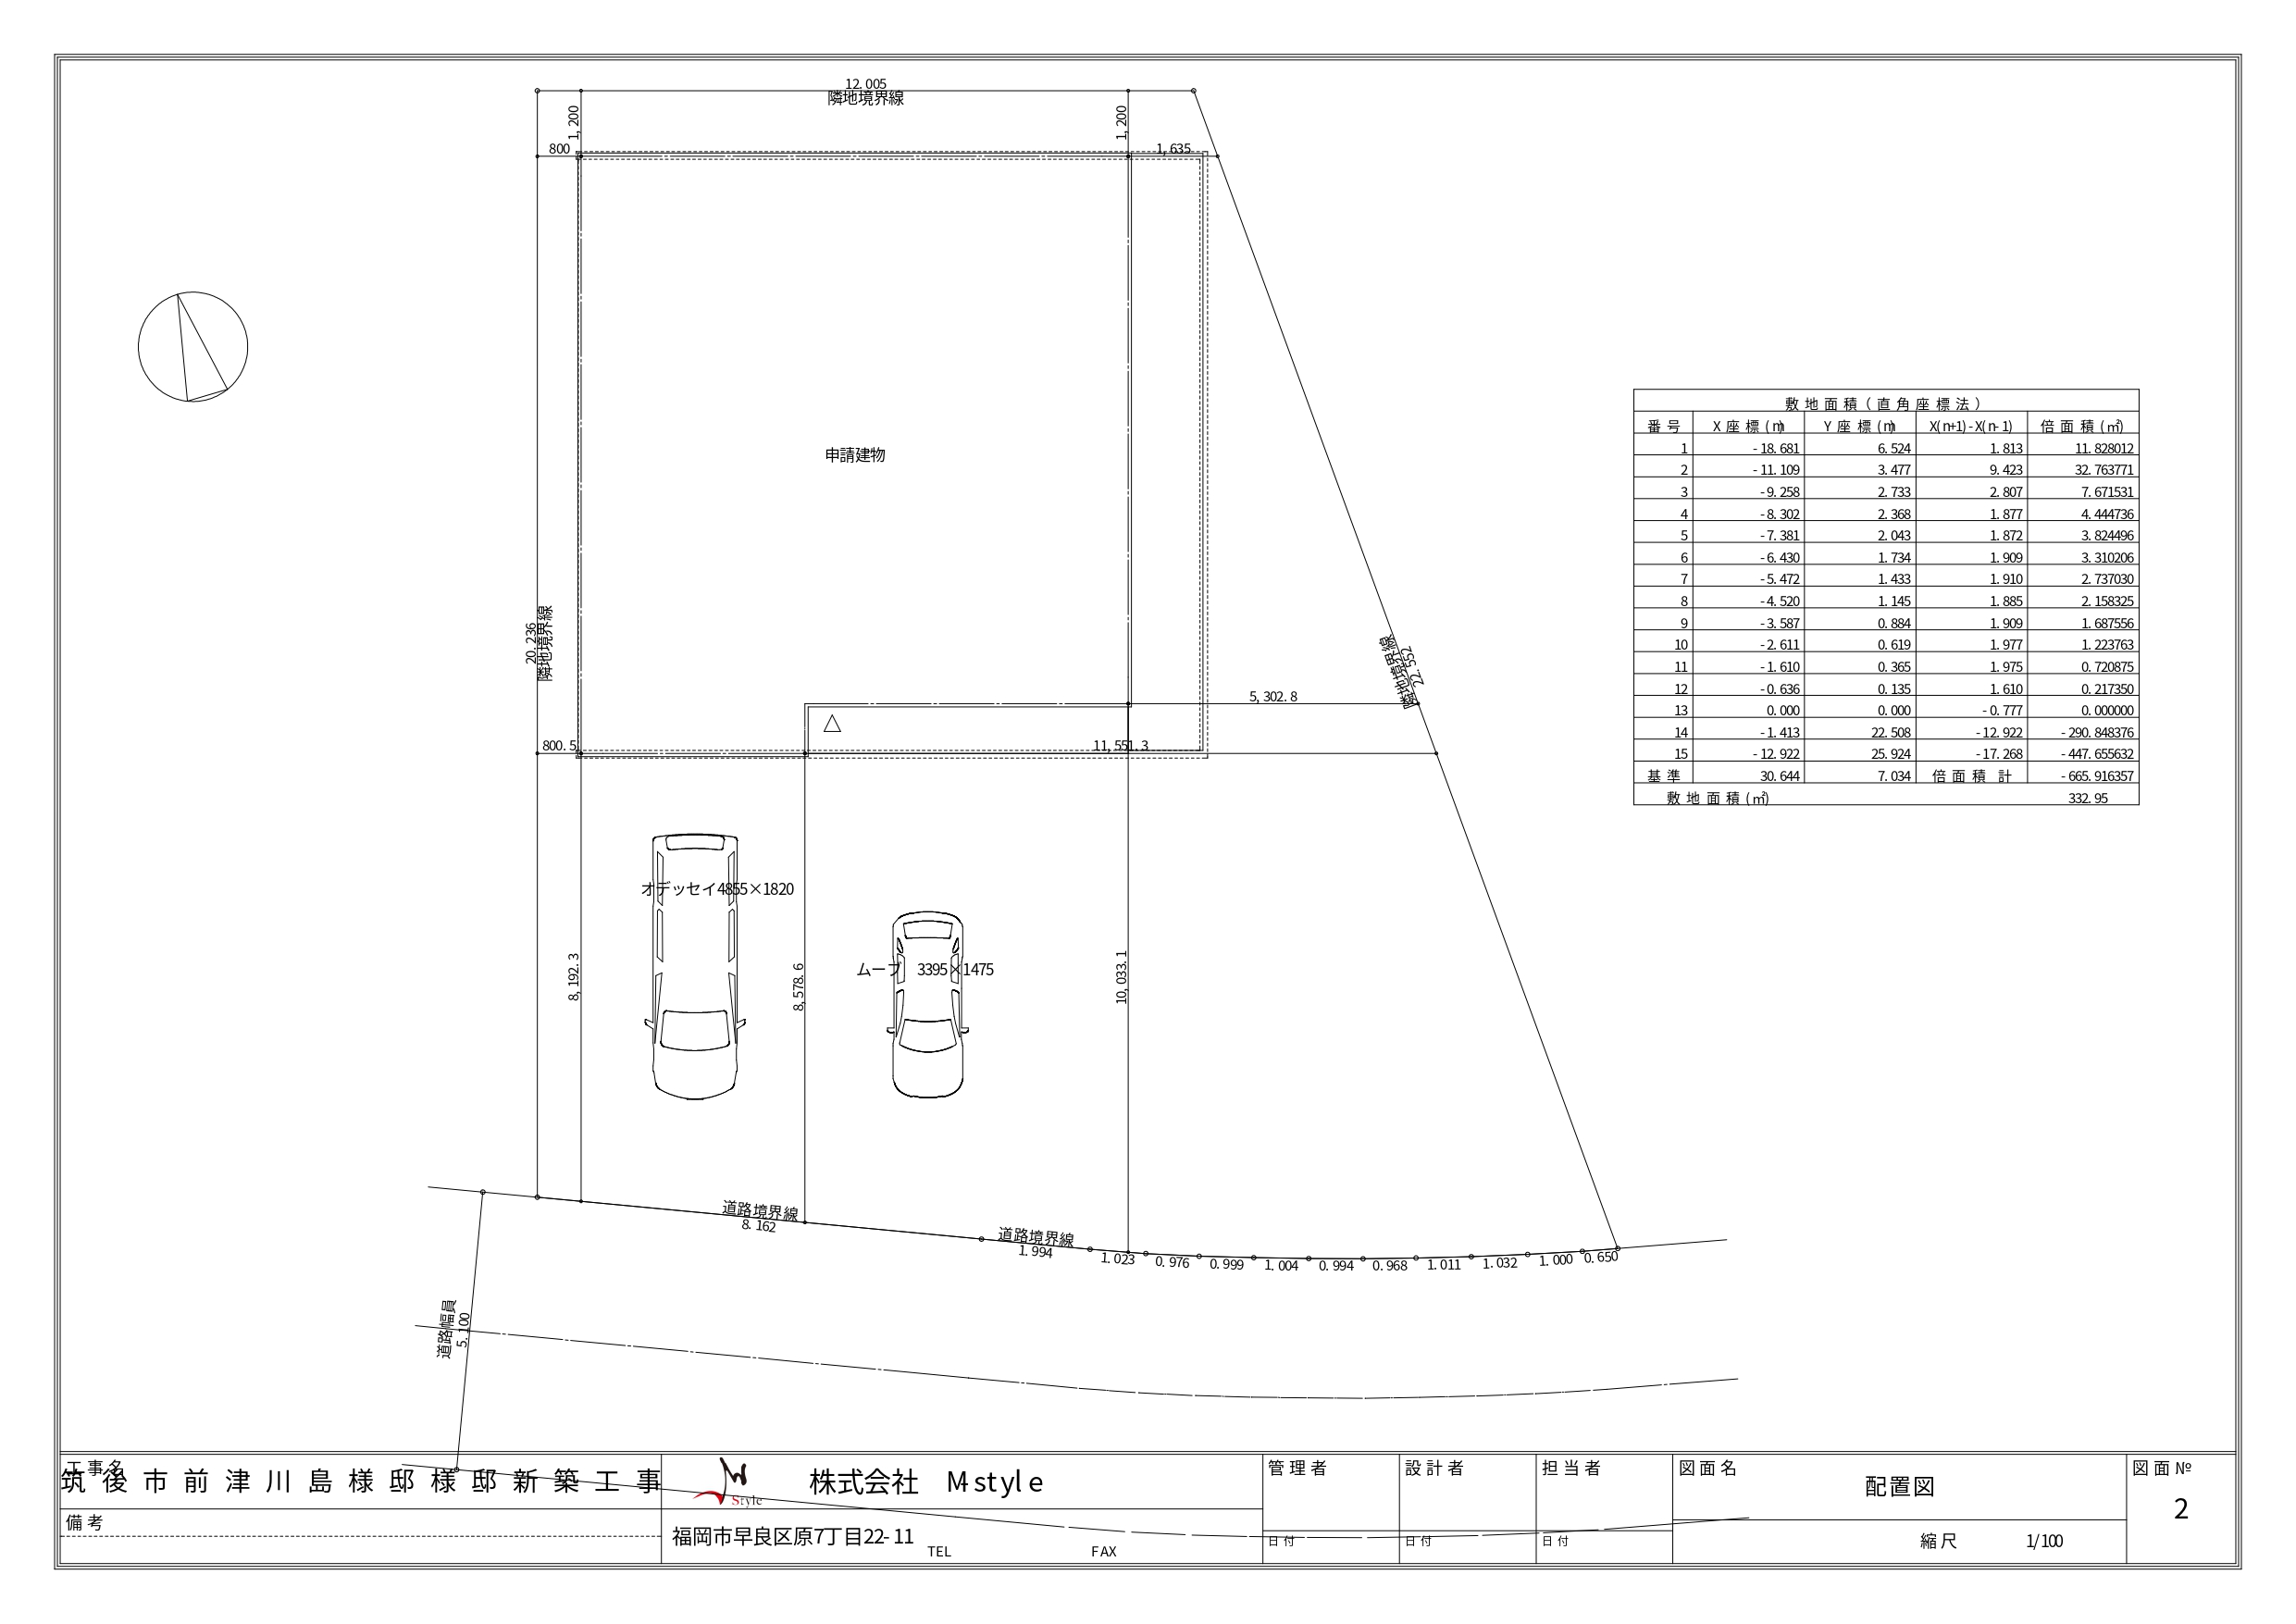 12.005
隣地境界線
1,200
1,200
800
1,635
申請建物
20.236
隣地境界線
22.552
隣地境界線
5,302.8
800.5
11,551.3
敷地面積(直角座標法)
番号 X座標(m) Y座標(m) X(n+1)-X(n-1) 倍面積(㎡)
1 -18.681 6.524 1.813 11.828012
2 -11.109 3.477 9.423 32.763771
3 -9.258 2.733 2.807 7.671531
4 -8.302 2.368 1.877 4.444736
5 -7.381 2.043 1.872 3.824496
6 -6.430 1.734 1.909 3.310206
7 -5.472 1.433 1.910 2.737030
8 -4.520 1.145 1.885 2.158325
9 -3.587 0.884 1.909 1.687556
10 -2.611 0.619 1.977 1.223763
11 -1.610 0.365 1.975 0.720875
12 -0.636 0.135 1.610 0.217350
13 0.000 0.000 -0.777 0.000000
14 -1.413 22.508 -12.922 -290.848376
15 -12.922 25.924 -17.268 -447.655632
基準 30.644 7.034 倍面積 計 -665.916357
敷地面積(㎡) 332.95
オデッセイ4855×1820
ムーブ 3395×1475
8,192.3
8,578.6
10,033.1
道路境界線
8.162
道路境界線
1.994
1.023
0.976
0.999
1.004
0.994
0.968
1.011
1.032
1.000
0.650
道路幅員
5.100
工事名
筑後市前津川島様邸様邸新築工事
備考
Style
株式会社 Mstyle
福岡市早良区原7丁目22-11
TEL FAX
管理者
日付
設計者
日付
担当者
日付
図面名
配置図
縮尺 1/100
図面№
2